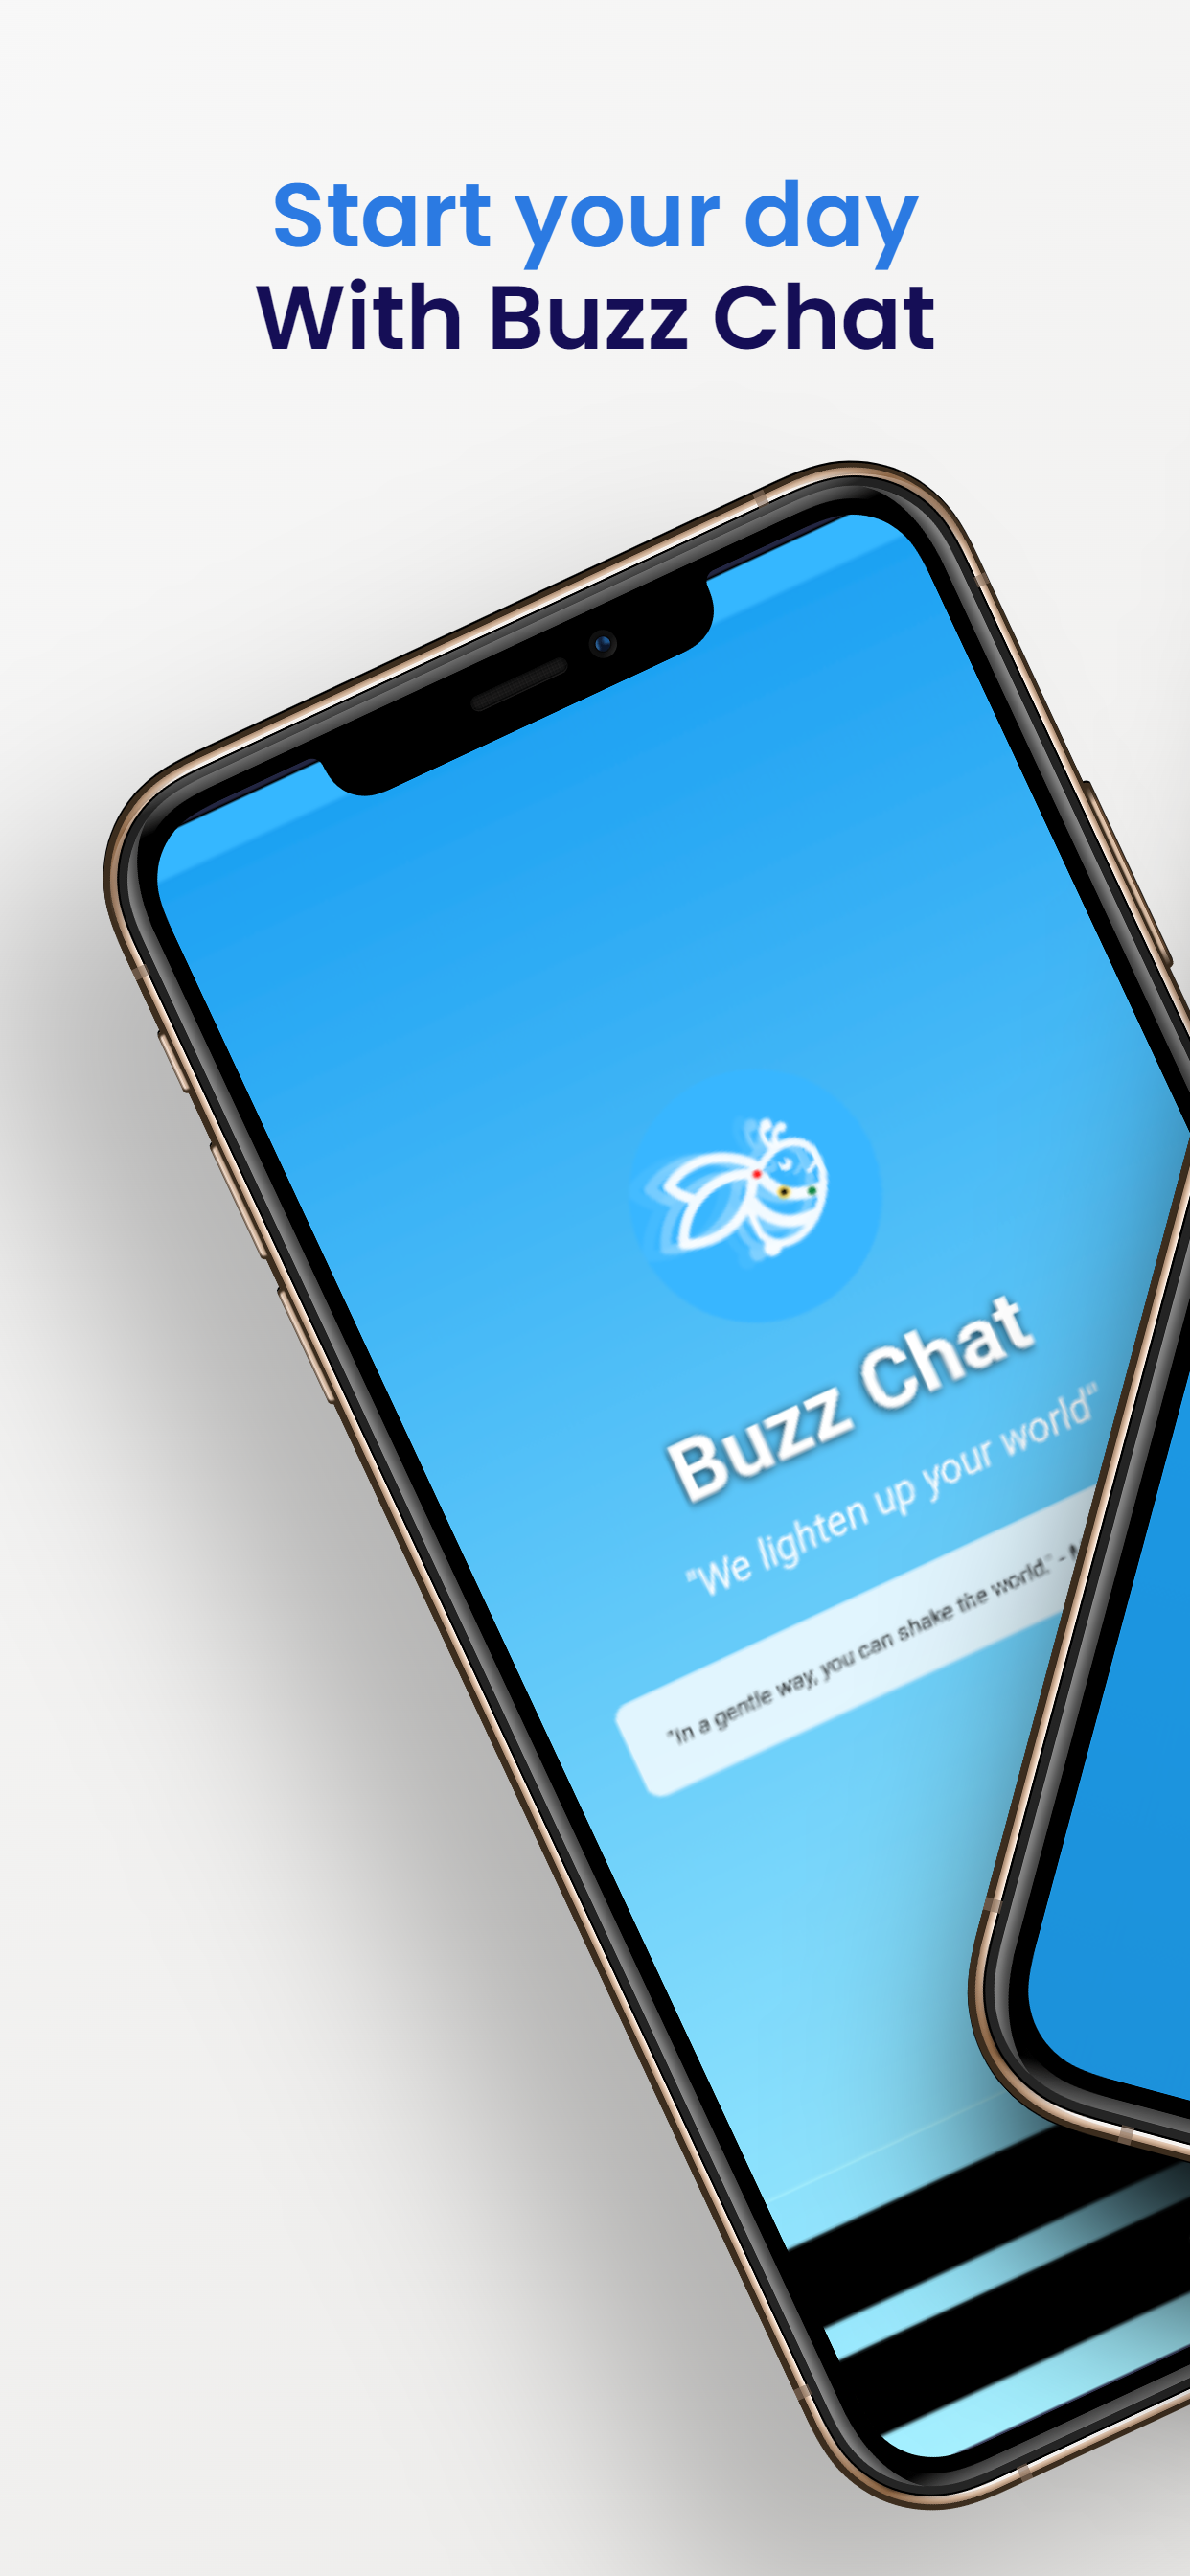 Start your day
With Buzz Chat
Buzz Chat
"We lighten up your world"
"In a gentle way, you can shake the world." -